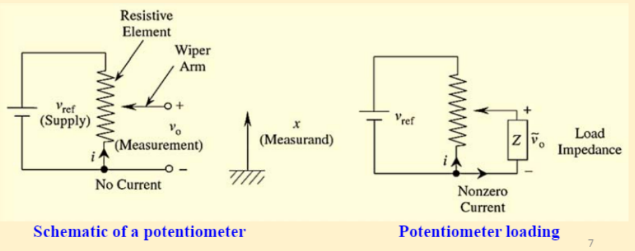 Resistive
Element
Wiper
Arm
v_ref
(Supply)
+
v_o
(Measurement)
i
−
No Current
x
(Measurand)
v_ref
i
+
Z
ṽ_o
−
Load
Impedance
Nonzero
Current
Schematic of a potentiometer
Potentiometer loading
7